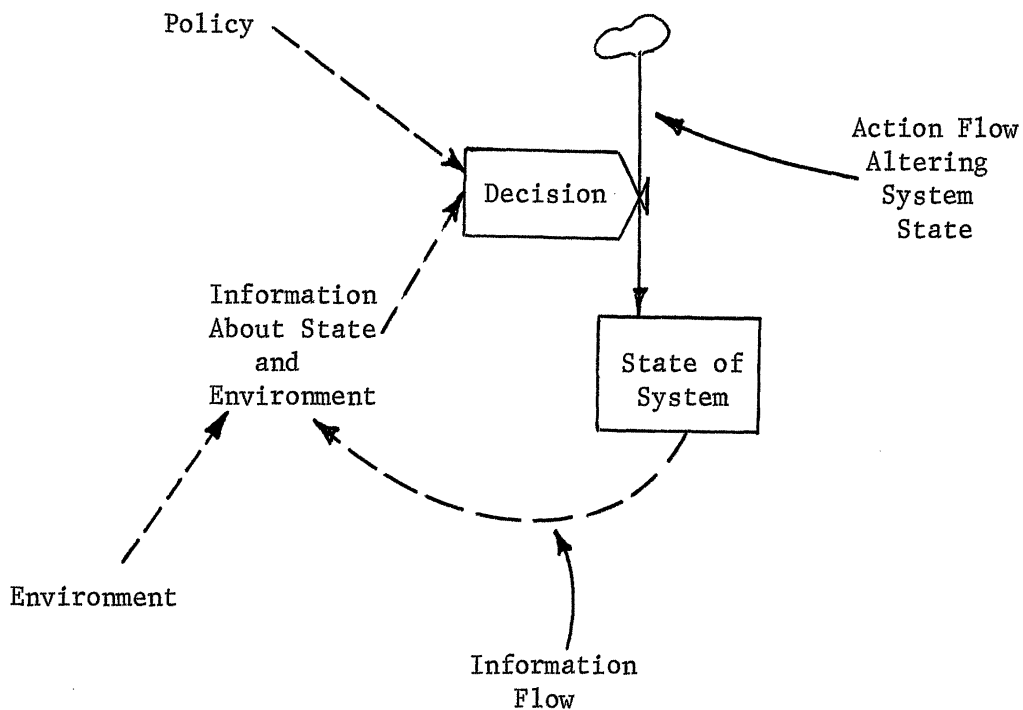 Policy
Action Flow
Altering
System
State
Decision
Information
About State
and
Environment
State of
System
Environment
Information
Flow